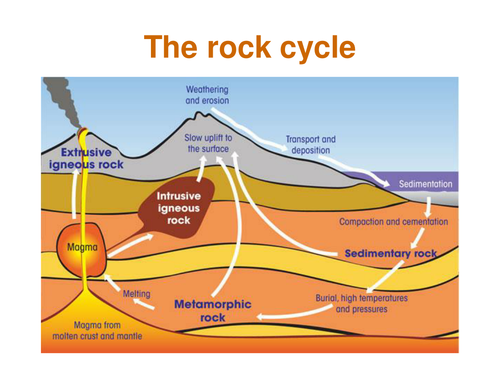 The rock cycle
Weathering
and erosion
Slow uplift to
the surface
Transport and
deposition
Extrusive
igneous rock
Sedimentation
Intrusive
igneous
rock
Compaction and cementation
Magma
Sedimentary rock
Melting
Metamorphic
rock
Burial, high temperatures
and pressures
Magma from
molten crust and mantle